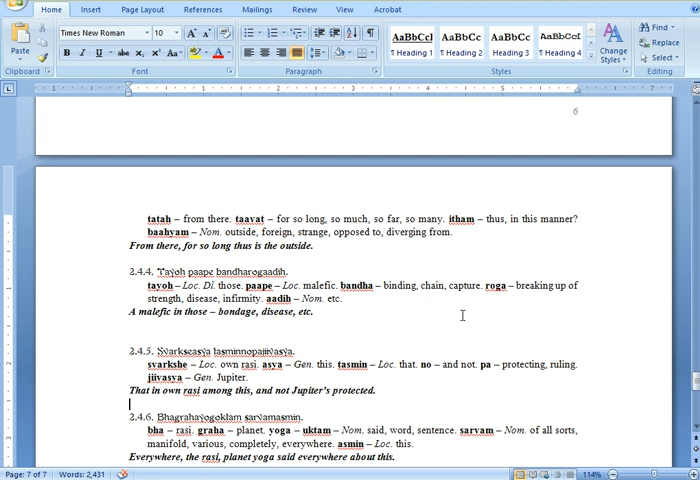 Home Insert Page Layout References Mailings Review View Acrobat
Times New Roman 10
Paste
Clipboard Font Paragraph Styles Editing
AaBbCcI AaBbCcI AaBbCcI AaBbCcI
¶ Heading 1 ¶ Heading 2 ¶ Heading 3 ¶ Heading 4
Change
Styles
Find
Replace
Select
6
tatah – from there. taavat – for so long, so much, so far, so many. itham – thus, in this manner?
baahyam – Nom. outside, foreign, strange, opposed to, diverging from.
From there, for so long thus is the outside.
2.4.4. Tayoh paape bandharogaadih.
tayoh – Loc. Dl. those. paape – Loc. malefic. bandha – binding, chain, capture. roga – breaking up of
strength, disease, infirmity. aadih – Nom. etc.
A malefic in those – bondage, disease, etc.
2.4.5. Svarkseasya tasminnopajiivasya.
svarkshe – Loc. own rasi. asya – Gen. this. tasmin – Loc. that. no – and not. pa – protecting, ruling.
jiivasya – Gen. Jupiter.
That in own rasi among this, and not Jupiter's protected.
2.4.6. Bhagrahayogoktam sarvamasmin.
bha – rasi. graha – planet. yoga – uktam – Nom. said, word, sentence. sarvam – Nom. of all sorts,
manifold, various, completely, everywhere. asmin – Loc. this.
Everywhere, the rasi, planet yoga said everywhere about this.
Page: 7 of 7 Words: 2,431 114%